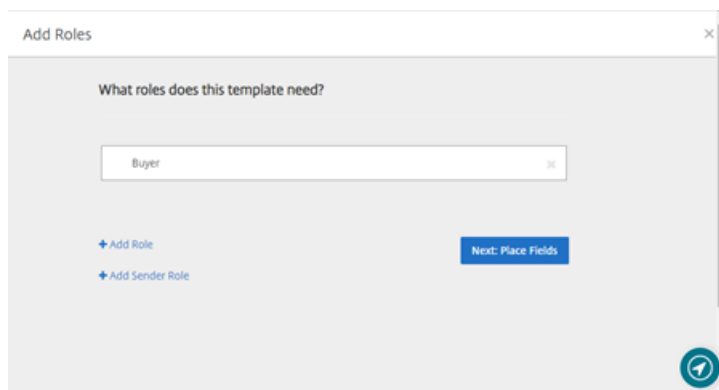 Add Roles
What roles does this template need?
Buyer
+ Add Role
Next: Place Fields
+ Add Sender Role